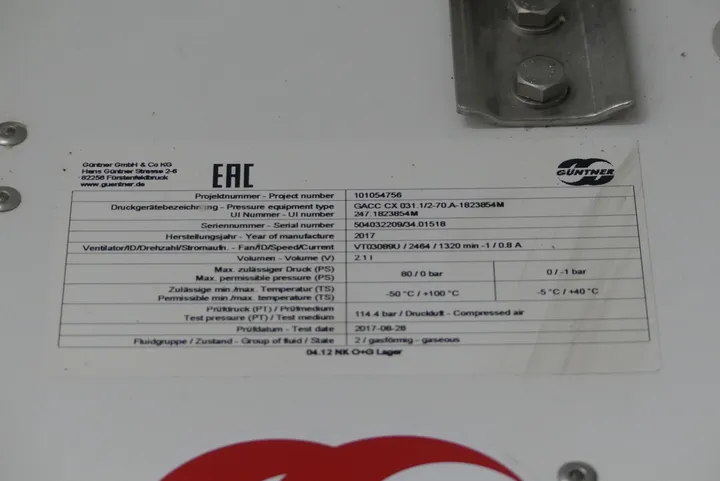 Güntner GmbH & Co KG
Hans Güntner Strasse 2-6
82256 Fürstenfeldbruck
www.guentner.de
EAC
GÜNTNER
Projektnummer - Project number 101054756
Druckgerätebezeichnung - Pressure equipment type GACC CX 031.1/2-70.A-1823854M
UI Nummer - UI number 247.1823854M
Seriennummer - Serial number 504032209/34.01518
Herstellungsjahr - Year of manufacture 2017
Ventilator/ID/Drehzahl/Stromaufn. - Fan/ID/Speed/Current VT03089U / 2464 / 1320 min -1 / 0.8 A
Volumen - Volume (V) 2.1 l
Max. zulässiger Druck (PS)
Max. permissible pressure (PS) 80 / 0 bar 0 / -1 bar
Zulässige min./max. Temperatur (TS)
Permissible min./max. temperature (TS) -50 °C / +100 °C -5 °C / +40 °C
Prüfdruck (PT) / Prüfmedium
Test pressure (PT) / Test medium 114.4 bar / Druckluft - Compressed air
Prüfdatum - Test date 2017-06-28
Fluidgruppe / Zustand - Group of fluid / State 2 / gasförmig - gaseous
04.12 NK O+G Lager